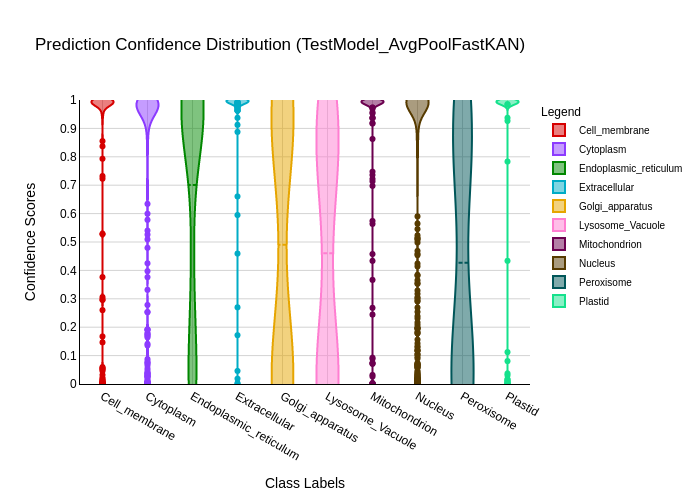 Prediction Confidence Distribution (TestModel_AvgPoolFastKAN)
Confidence Scores
1
0.9
0.8
0.7
0.6
0.5
0.4
0.3
0.2
0.1
0
Cell_membrane
Cytoplasm
Endoplasmic_reticulum
Extracellular
Golgi_apparatus
Lysosome_Vacuole
Mitochondrion
Nucleus
Peroxisome
Plastid
Class Labels
Legend
Cell_membrane
Cytoplasm
Endoplasmic_reticulum
Extracellular
Golgi_apparatus
Lysosome_Vacuole
Mitochondrion
Nucleus
Peroxisome
Plastid